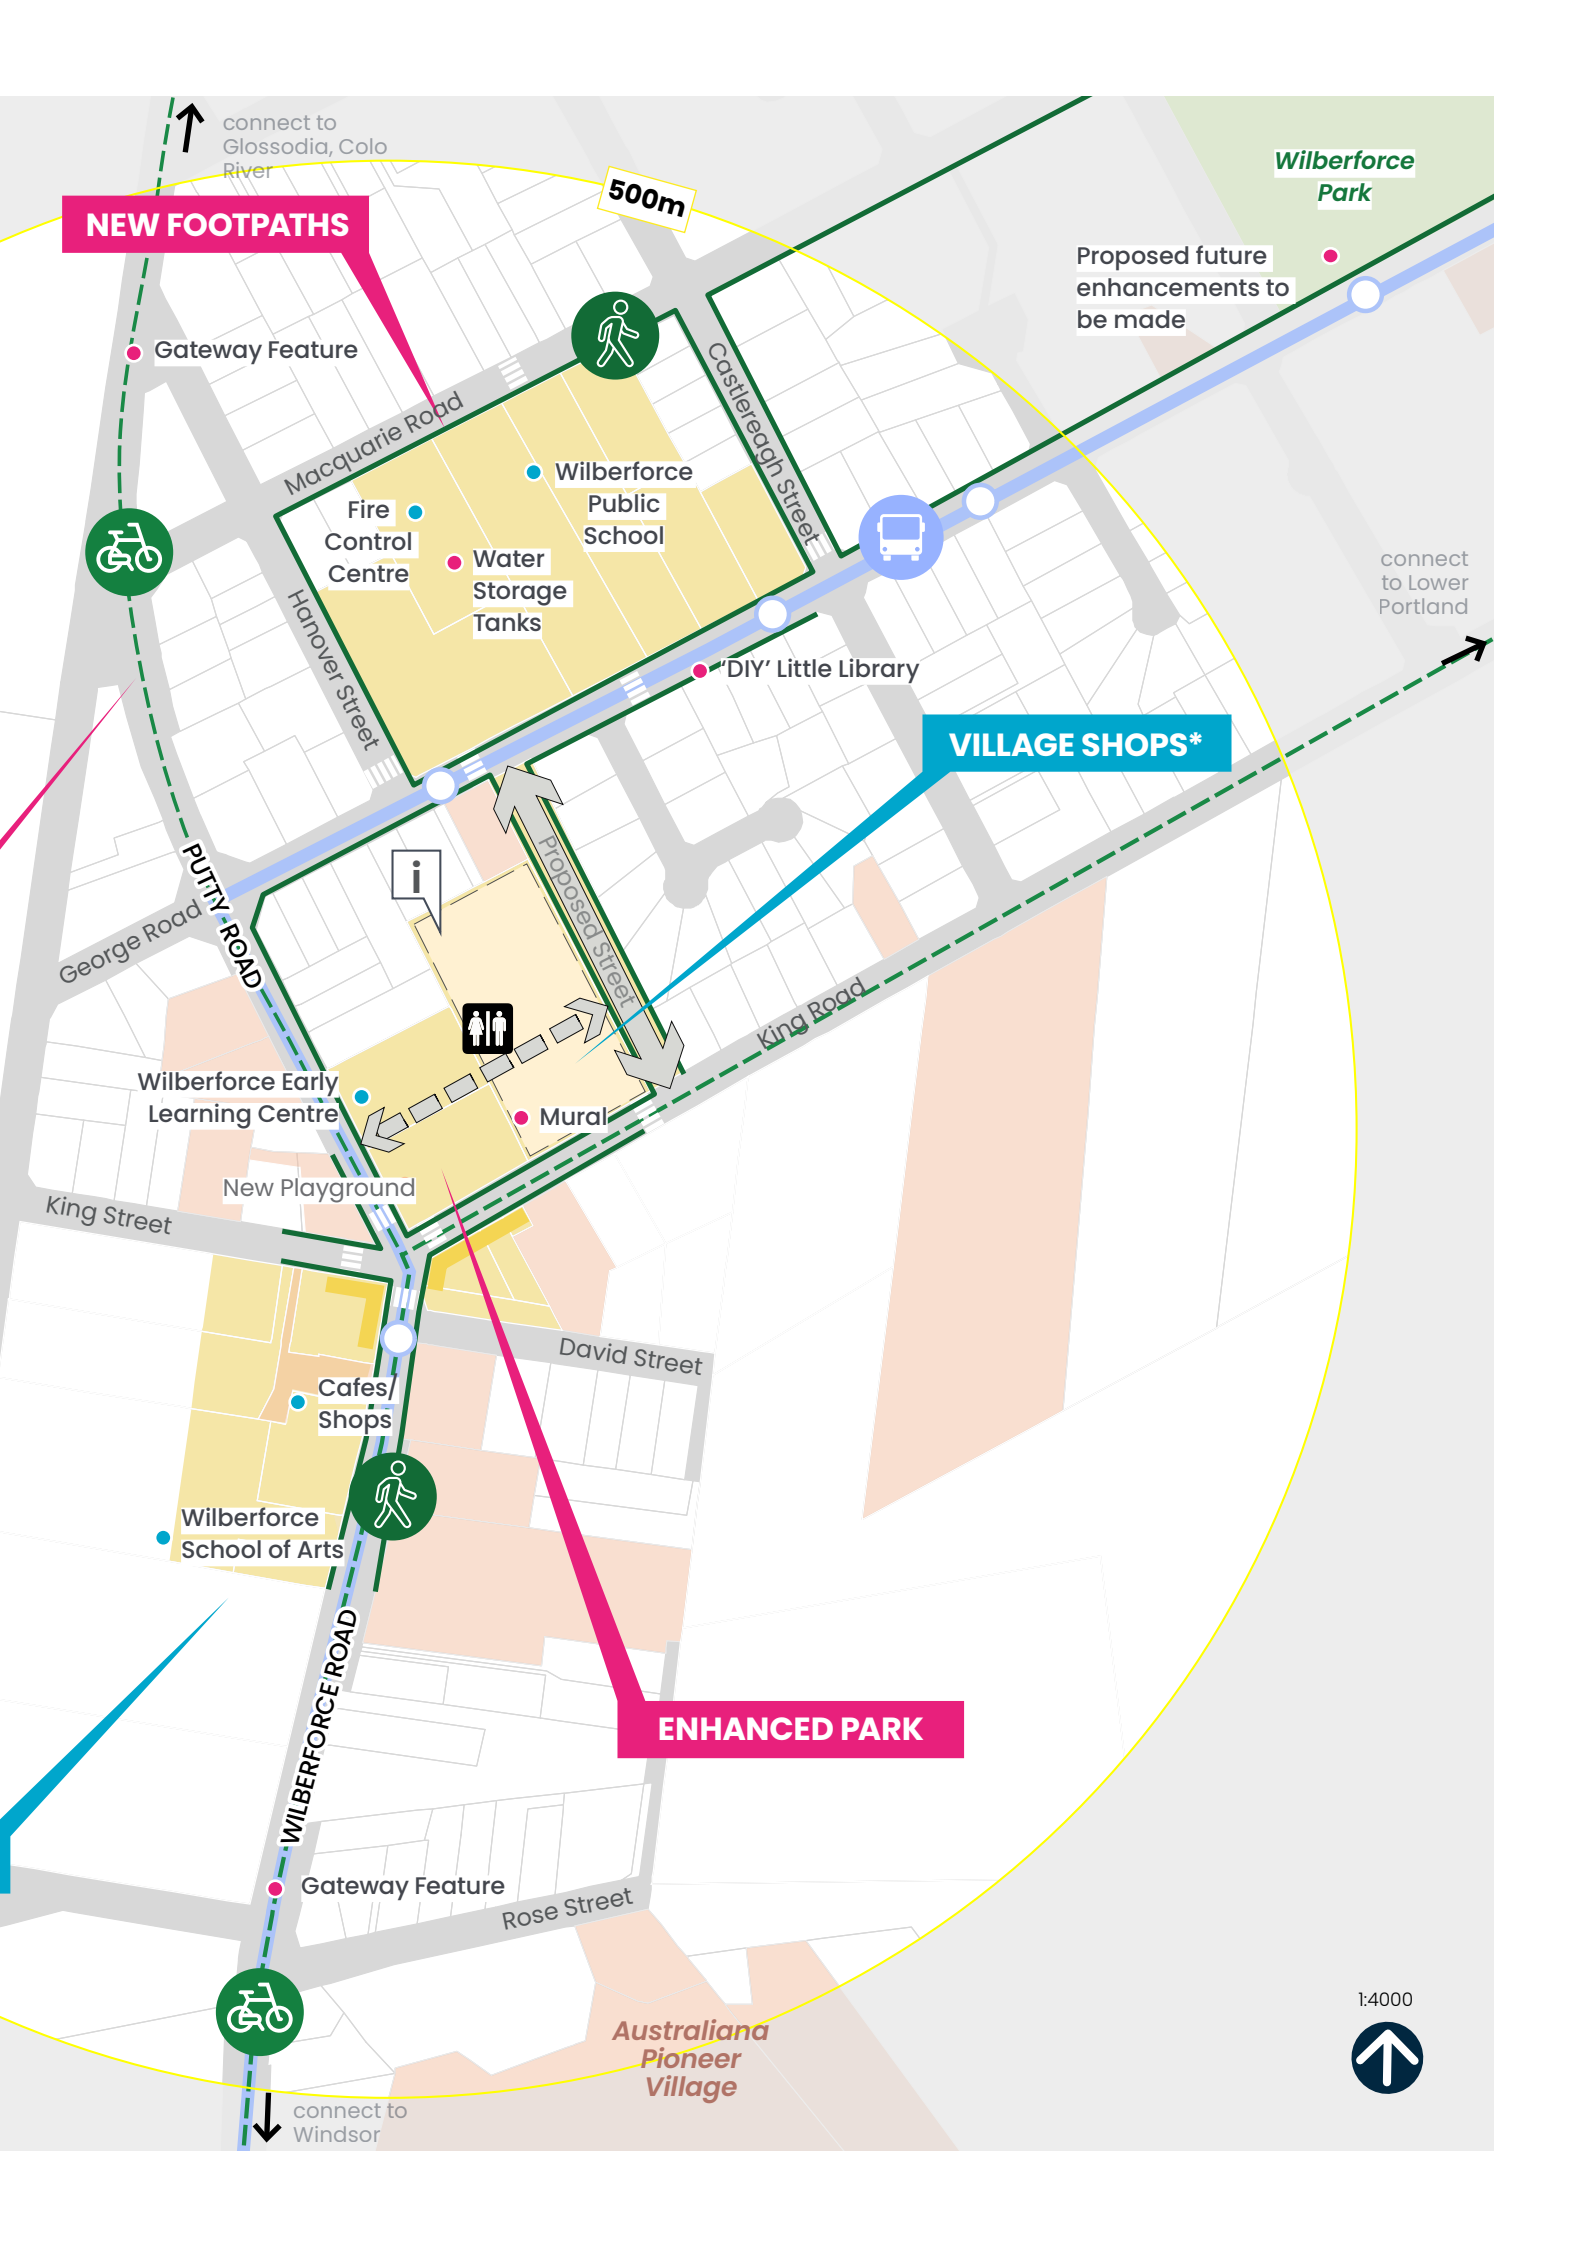 connect to
Glossodia, Colo
River
500m
Wilberforce
Park
NEW FOOTPATHS
Proposed future
enhancements to
be made
Gateway Feature
Castlereagh Street
Macquarie Road
Wilberforce
Public
School
Fire
Control
Centre
Water
Storage
Tanks
connect
to Lower
Portland
Hanover Street
'DIY' Little Library
VILLAGE SHOPS*
PUTTY ROAD
i
Proposed Street
George Road
King Road
Wilberforce Early
Learning Centre
Mural
New Playground
King Street
David Street
Cafes/
Shops
Wilberforce
School of Arts
WILBERFORCE ROAD
ENHANCED PARK
Gateway Feature
Rose Street
1:4000
Australiana
Pioneer
Village
connect to
Windsor